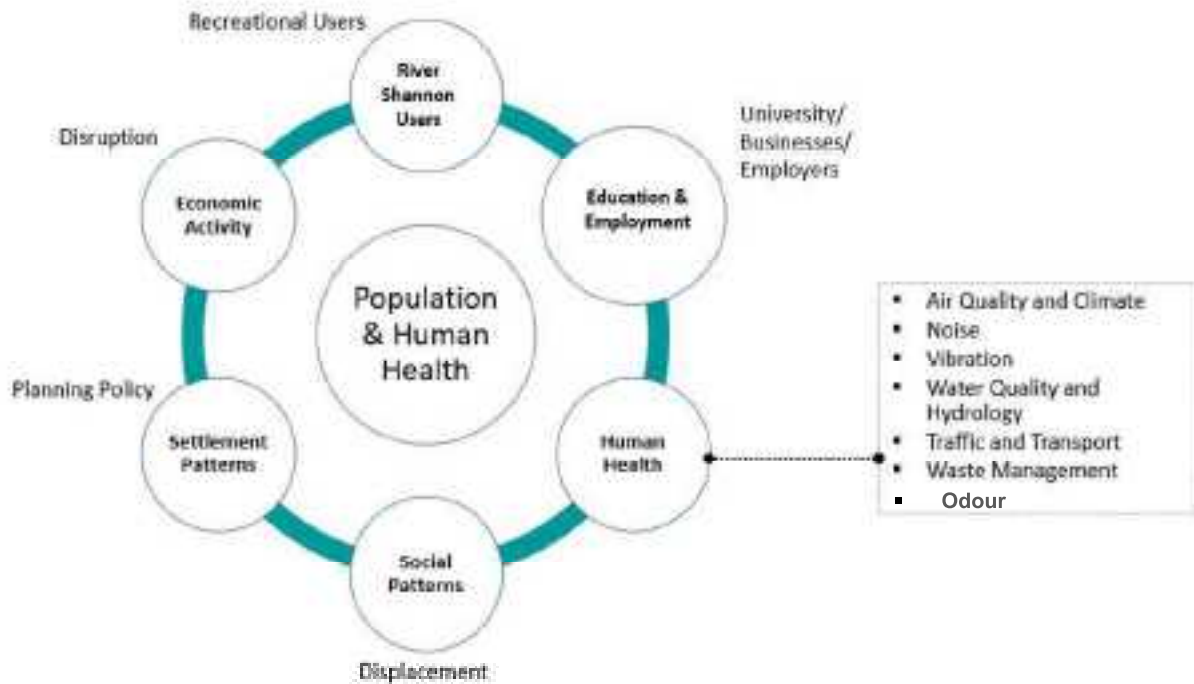 Recreational Users
River
Shannon
Users
University/
Businesses/
Employers
Disruption
Economic
Activity
Education &
Employment
Population
& Human
Health
▪ Air Quality and Climate
▪ Noise
▪ Vibration
▪ Water Quality and
Hydrology
▪ Traffic and Transport
▪ Waste Management
▪ Odour
Planning Policy
Settlement
Patterns
Human
Health
Social
Patterns
Displacement